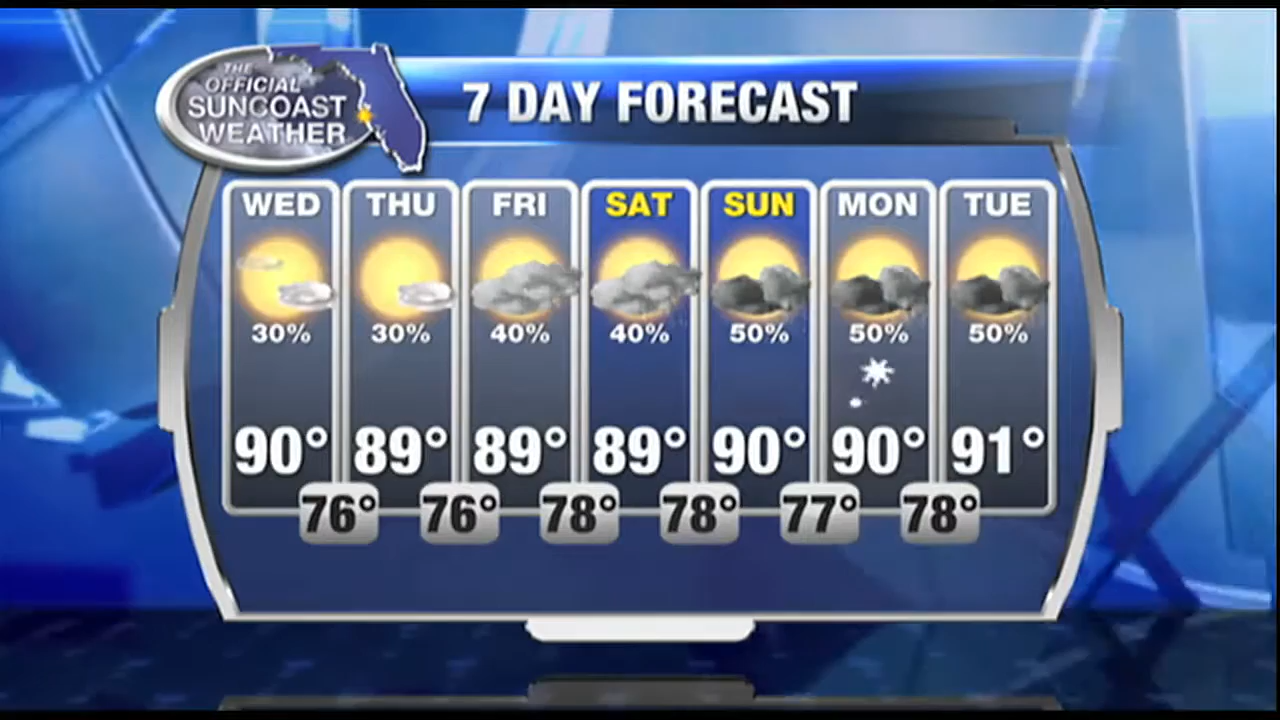 THE
OFFICIAL
SUNCOAST
WEATHER
7 DAY FORECAST
WED THU FRI SAT SUN MON TUE
30% 30% 40% 40% 50% 50% 50%
90° 89° 89° 89° 90° 90° 91°
76° 76° 78° 78° 77° 78°